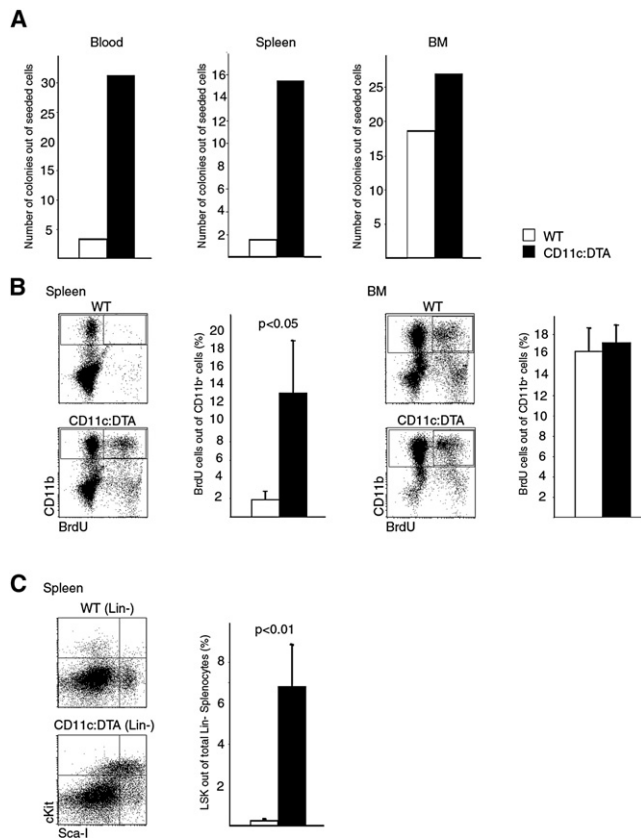 A
Blood
Spleen
BM
Number of colonies out of seeded cells
30
25
20
15
10
5
Number of colonies out of seeded cells
16
14
12
10
8
6
4
2
Number of colonies out of seeded cells
25
20
15
10
5
WT
CD11c:DTA
B
Spleen
WT
CD11c:DTA
CD11b
BrdU
BrdU cells out of CD11b⁺ cells (%)
20
18
16
14
12
10
8
6
4
2
p<0.05
BM
WT
CD11c:DTA
CD11b
BrdU
BrdU cells out of CD11b⁺ cells (%)
18
16
14
12
10
8
6
4
2
C
Spleen
WT (Lin-)
CD11c:DTA (Lin-)
cKit
Sca-I
LSK out of total Lin- Splenocytes (%)
8
6
4
2
p<0.01